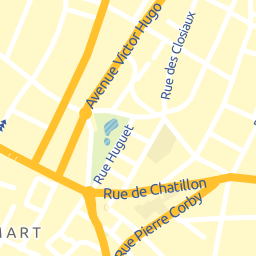 Avenue Victor Hugo
Rue des Closiaux
Rue Huguet
Rue de Chatillon
Rue Pierre Corby
MART